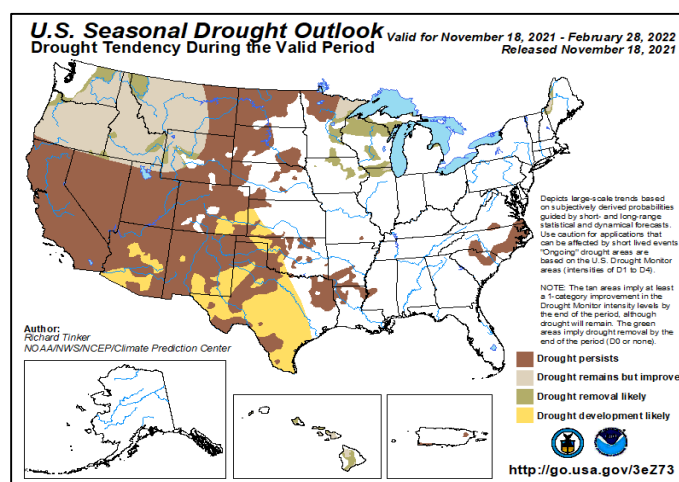 U.S. Seasonal Drought Outlook
Drought Tendency During the Valid Period
Valid for November 18, 2021 - February 28, 2022
Released November 18, 2021
Depicts large-scale trends based
on subjectively derived probabilities
guided by short- and long-range
statistical and dynamical forecasts.
Use caution for applications that
can be affected by short lived events.
"Ongoing" drought areas are
based on the U.S. Drought Monitor
areas (intensities of D1 to D4).
NOTE: The tan areas imply at least
a 1-category improvement in the
Drought Monitor intensity levels by
the end of the period, although
drought will remain. The green
areas imply drought removal by the
end of the period (D0 or none).
Author:
Richard Tinker
NOAA/NWS/NCEP/Climate Prediction Center
Drought persists
Drought remains but improve
Drought removal likely
Drought development likely
http://go.usa.gov/3eZ73